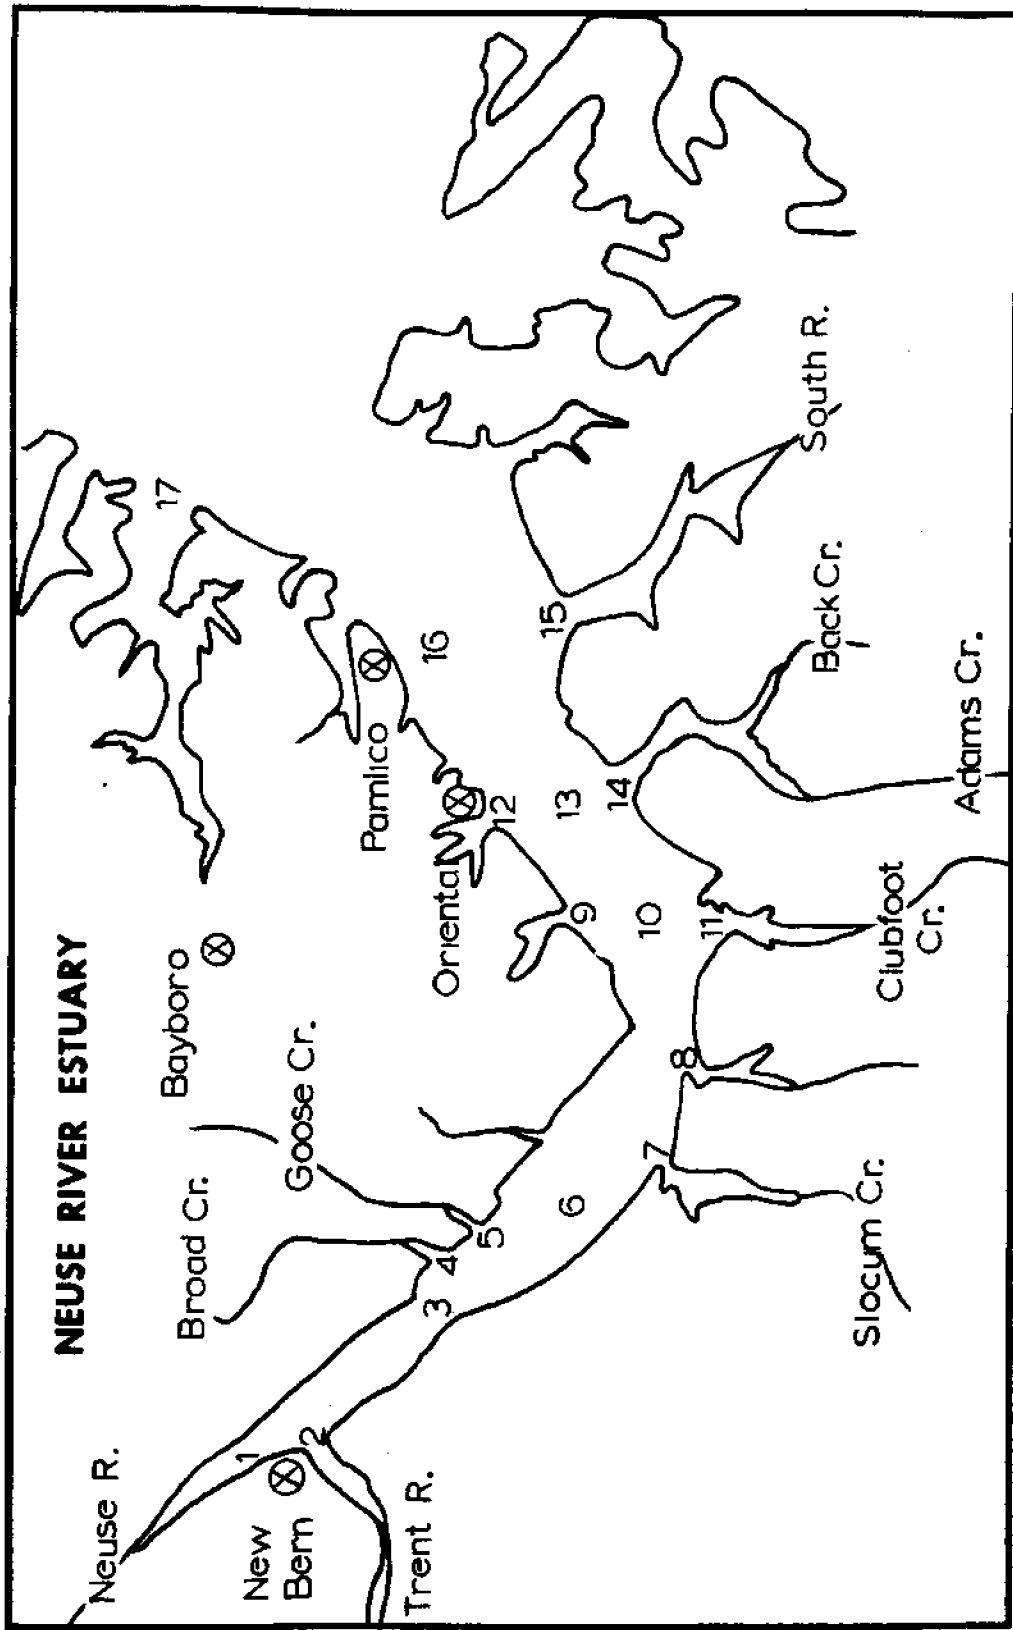 NEUSE RIVER ESTUARY
Neuse R.
New
Bern
Trent R.
Broad Cr.
Goose Cr.
Bayboro
Oriental
Pamlico
Slocum Cr.
Clubfoot
Cr.
Adams Cr.
Back Cr.
South R.
1
2
3
4
5
6
7
8
9
10
11
12
13
14
15
16
17